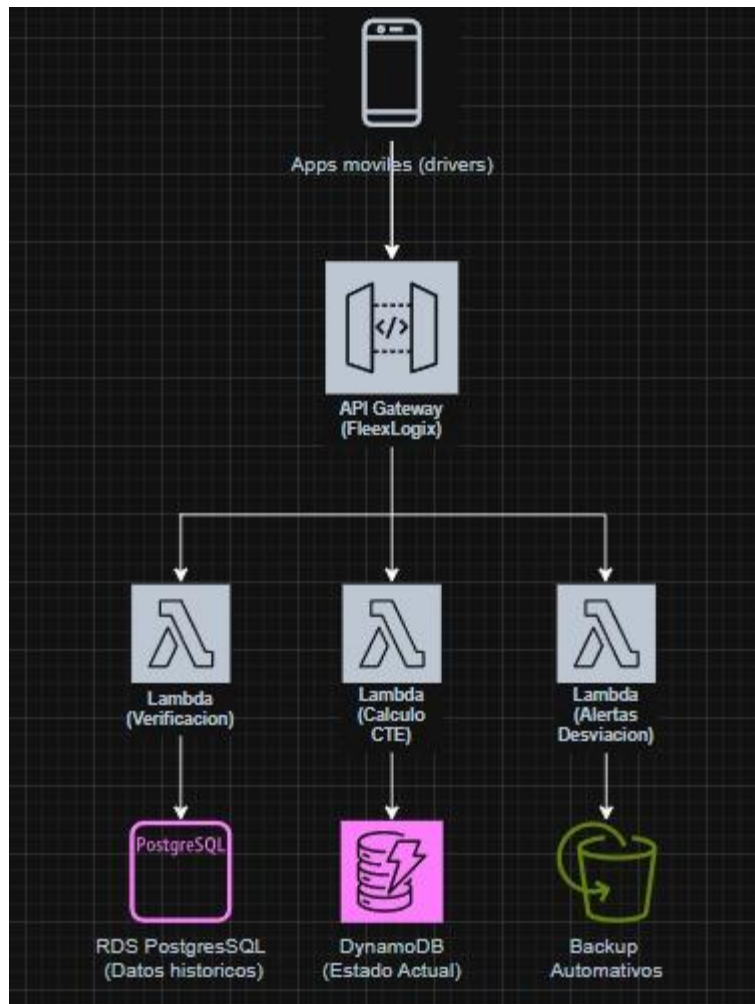 Apps moviles (drivers)
</>
API Gateway
(FleexLogix)
Lambda
(Verificacion)
Lambda
(Calculo
CTE)
Lambda
(Alertas
Desviacion)
PostgreSQL
RDS PostgresSQL
(Datos historicos)
DynamoDB
(Estado Actual)
Backup
Automativos